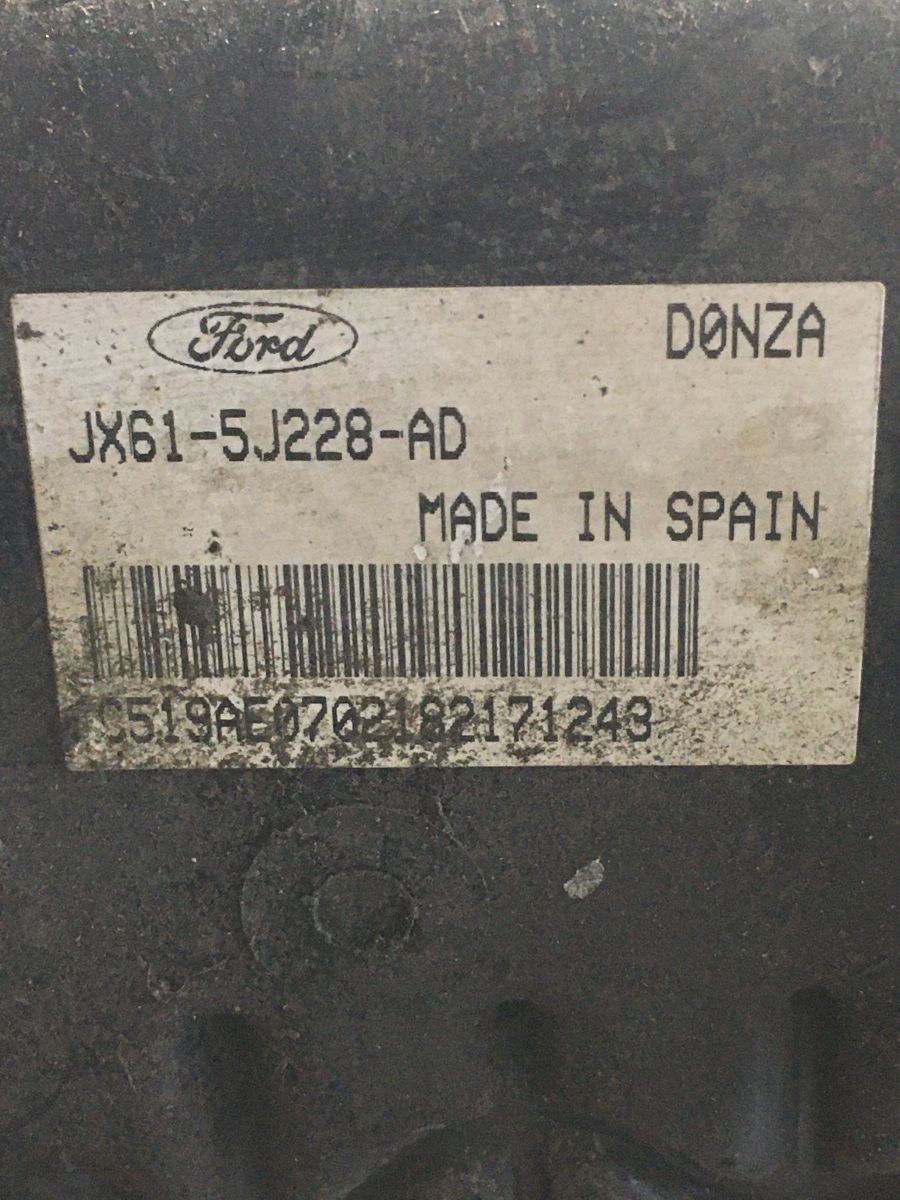 Ford
D0NZA
JX61-5J228-AD
MADE IN SPAIN
C519AE0702182171243